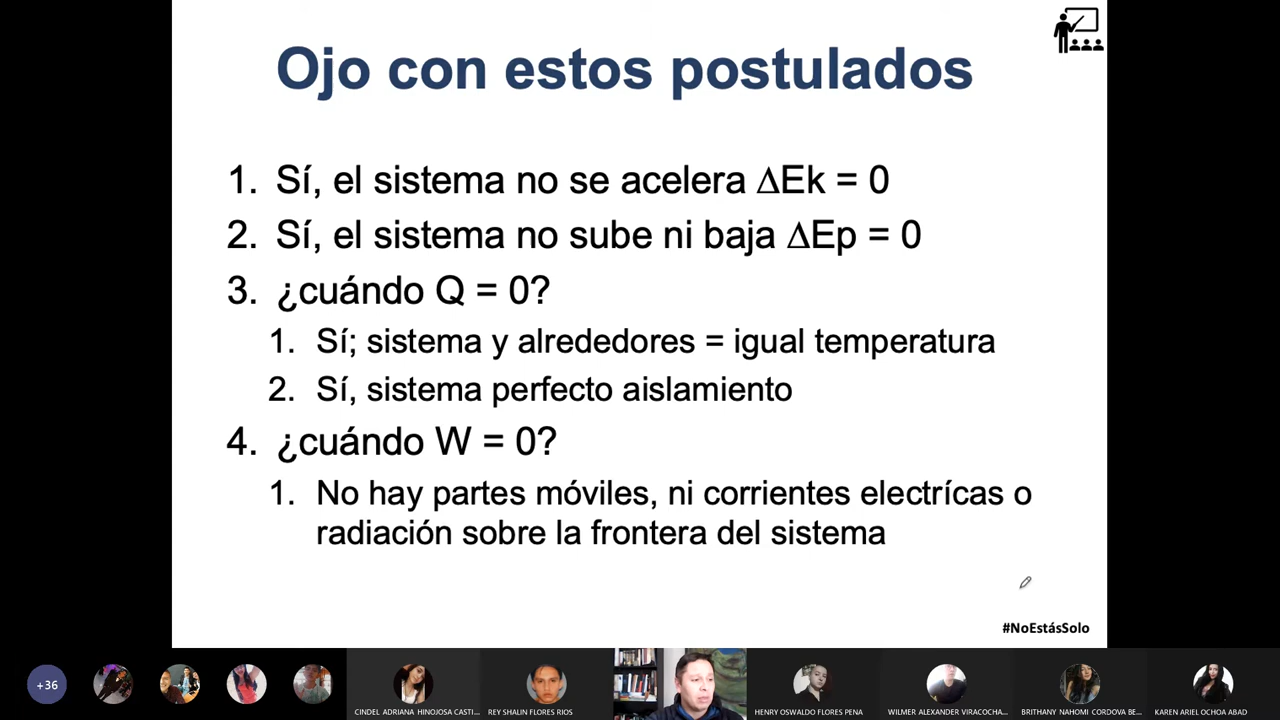 Ojo con estos postulados
1. Sí, el sistema no se acelera ∆Ek = 0
2. Sí, el sistema no sube ni baja ∆Ep = 0
3. ¿cuándo Q = 0?
1. Sí; sistema y alrededores = igual temperatura
2. Sí, sistema perfecto aislamiento
4. ¿cuándo W = 0?
1. No hay partes móviles, ni corrientes electrícas o
radiación sobre la frontera del sistema
#NoEstásSolo
+36
CINDEL ADRIANA HINOJOSA CASTI...
REY SHALIN FLORES RIOS
HENRY OSWALDO FLORES PENA
WILMER ALEXANDER VIRACOCHA...
BRITHANY NAHOMI CORDOVA BE...
KAREN ARIEL OCHOA ABAD